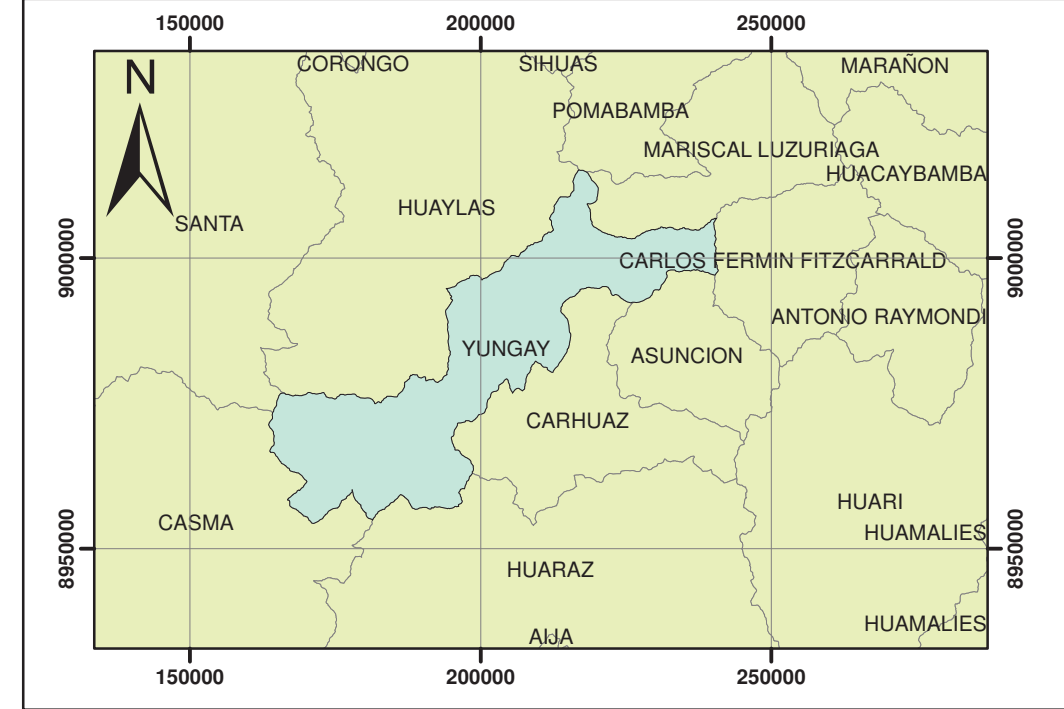 150000 200000 250000
CORONGO SIHUAS MARAÑON
N
POMABAMBA
MARISCAL LUZURIAGA
HUACAYBAMBA
HUAYLAS
SANTA
9000000 9000000
CARLOS FERMIN FITZCARRALD
ANTONIO RAYMONDI
YUNGAY ASUNCION
CARHUAZ
HUARI
CASMA
HUAMALIES
8950000 8950000
HUARAZ
HUAMALIES
AIJA
150000 200000 250000